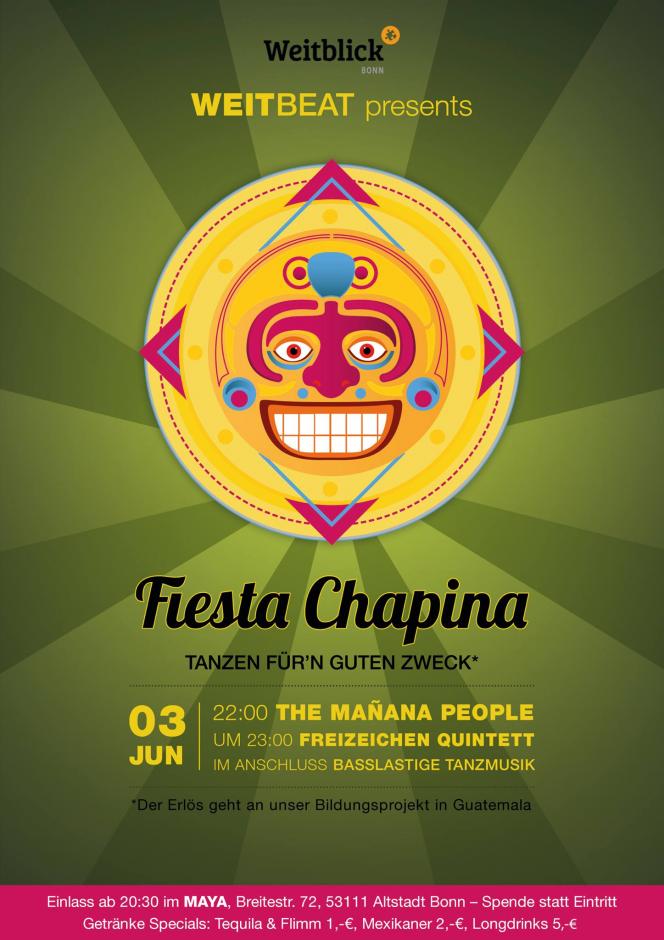 Weitblick
BONN
WEITBEAT presents
Fiesta Chapina
TANZEN FÜR'N GUTEN ZWECK*
03
JUN
22:00 THE MAÑANA PEOPLE
UM 23:00 FREIZEICHEN QUINTETT
IM ANSCHLUSS BASSLASTIGE TANZMUSIK
*Der Erlös geht an unser Bildungsprojekt in Guatemala
Einlass ab 20:30 im MAYA, Breitestr. 72, 53111 Altstadt Bonn – Spende statt Eintritt
Getränke Specials: Tequila & Flimm 1,-€, Mexikaner 2,-€, Longdrinks 5,-€